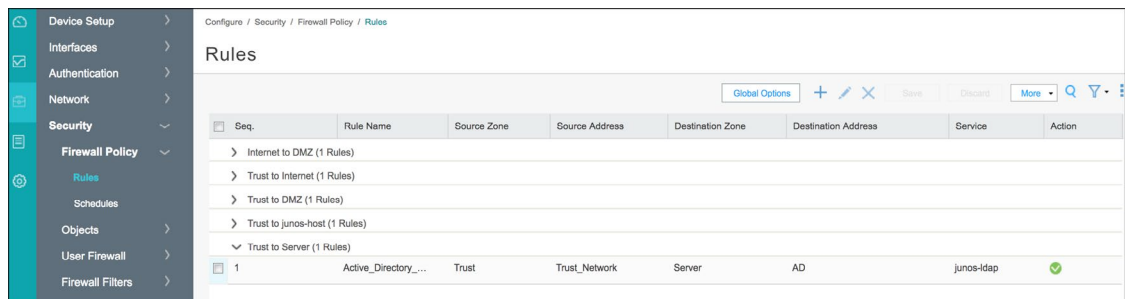 Device Setup
Configure / Security / Firewall Policy / Rules
Interfaces
Rules
Authentication
Network
Global Options
Save
Discard
More
Security
Seq. Rule Name Source Zone Source Address Destination Zone Destination Address Service Action
Firewall Policy
Internet to DMZ (1 Rules)
Rules
Trust to Internet (1 Rules)
Schedules
Trust to DMZ (1 Rules)
Objects
Trust to junos-host (1 Rules)
User Firewall
Trust to Server (1 Rules)
1 Active_Directory_... Trust Trust_Network Server AD junos-ldap
Firewall Filters